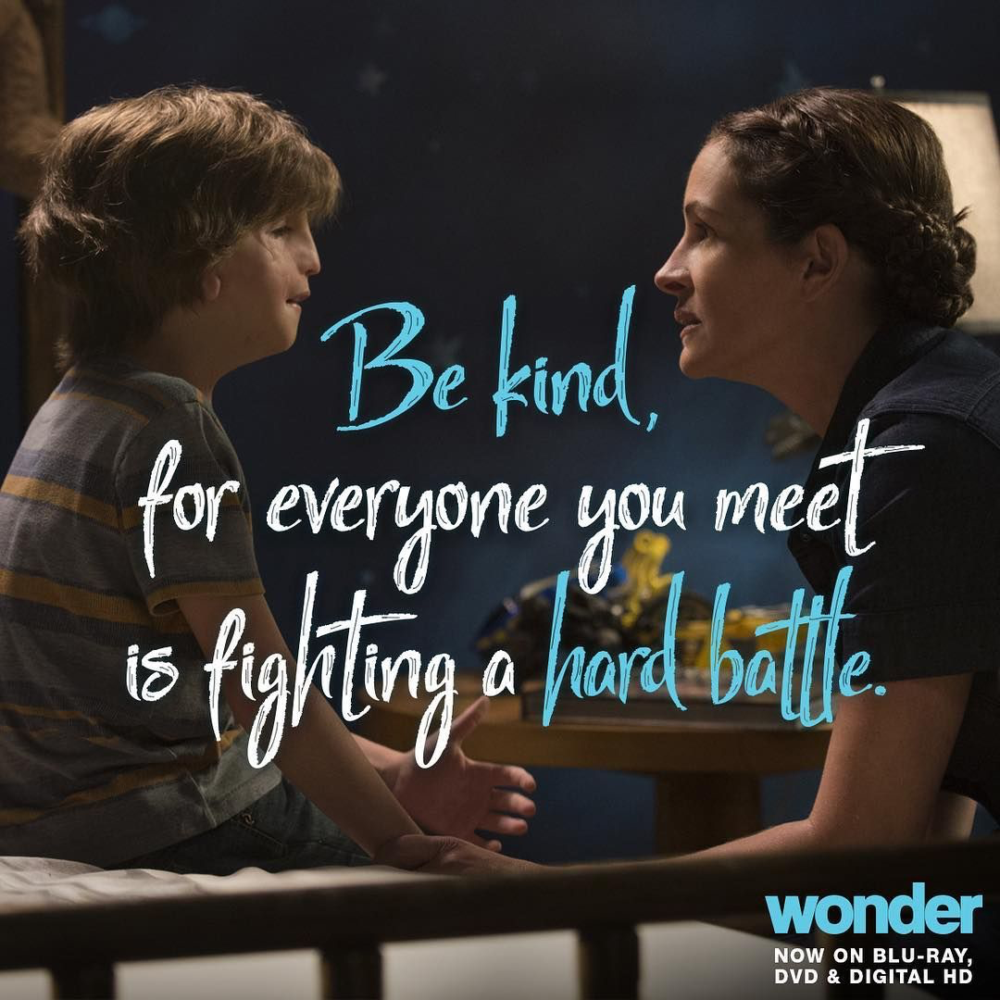 Be kind,
for everyone you meet
is fighting a hard battle.
wonder
NOW ON BLU-RAY,
DVD & DIGITAL HD